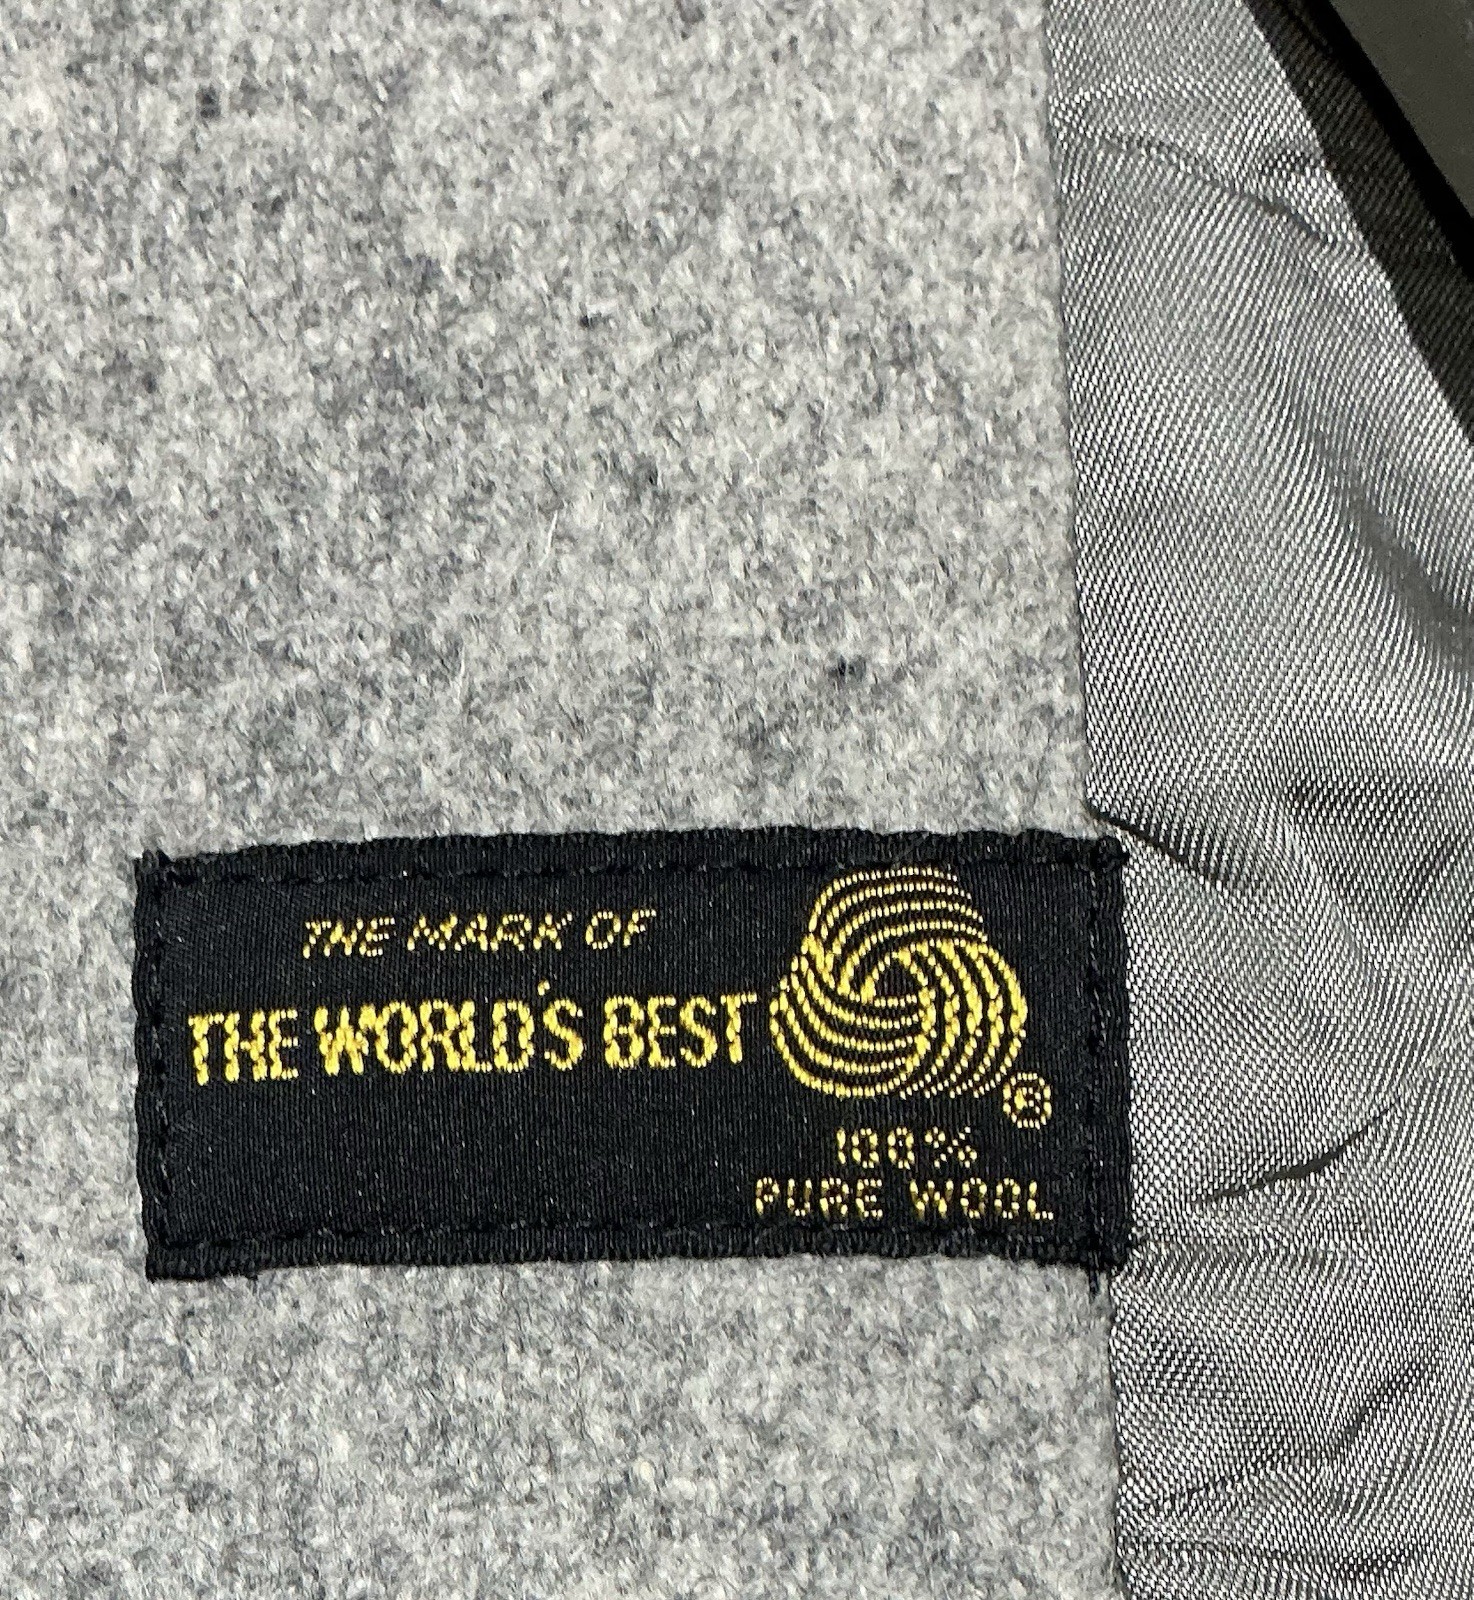 THE MARK OF
THE WORLD'S BEST
®
100%
PURE WOOL